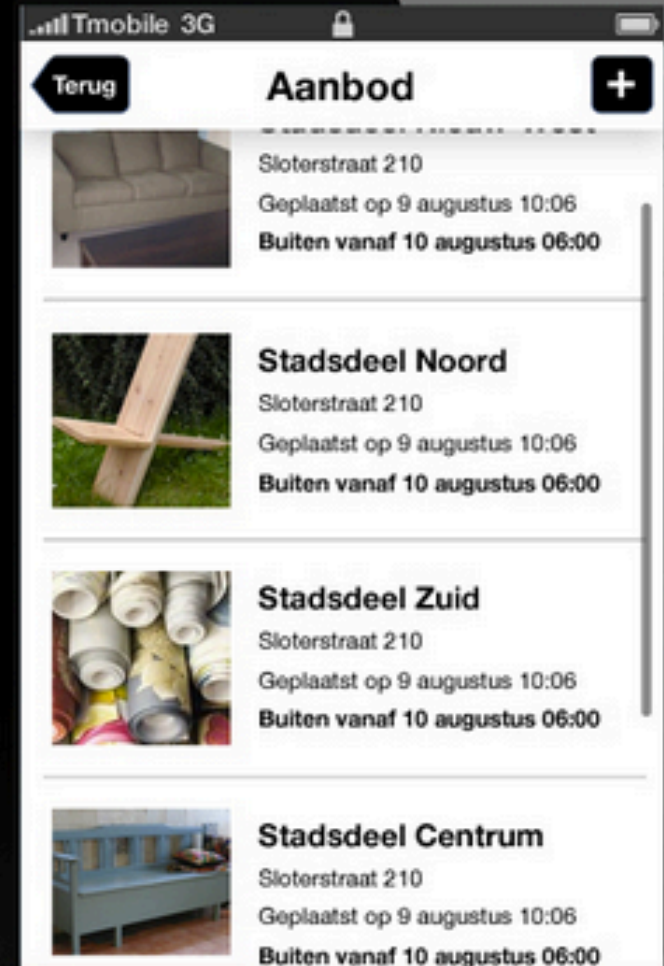 Tmobile 3G
Terug
Aanbod
+
Sloterstraat 210
Geplaatst op 9 augustus 10:06
Buiten vanaf 10 augustus 06:00
Stadsdeel Noord
Sloterstraat 210
Geplaatst op 9 augustus 10:06
Buiten vanaf 10 augustus 06:00
Stadsdeel Zuid
Sloterstraat 210
Geplaatst op 9 augustus 10:06
Buiten vanaf 10 augustus 06:00
Stadsdeel Centrum
Sloterstraat 210
Geplaatst op 9 augustus 10:06
Buiten vanaf 10 augustus 06:00